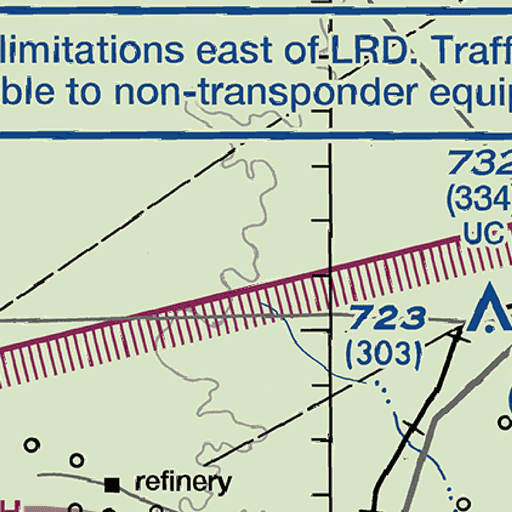 limitations east of LRD. Traff
ble to non-transponder equip
732
(334
UC
723
(303)
refinery
H